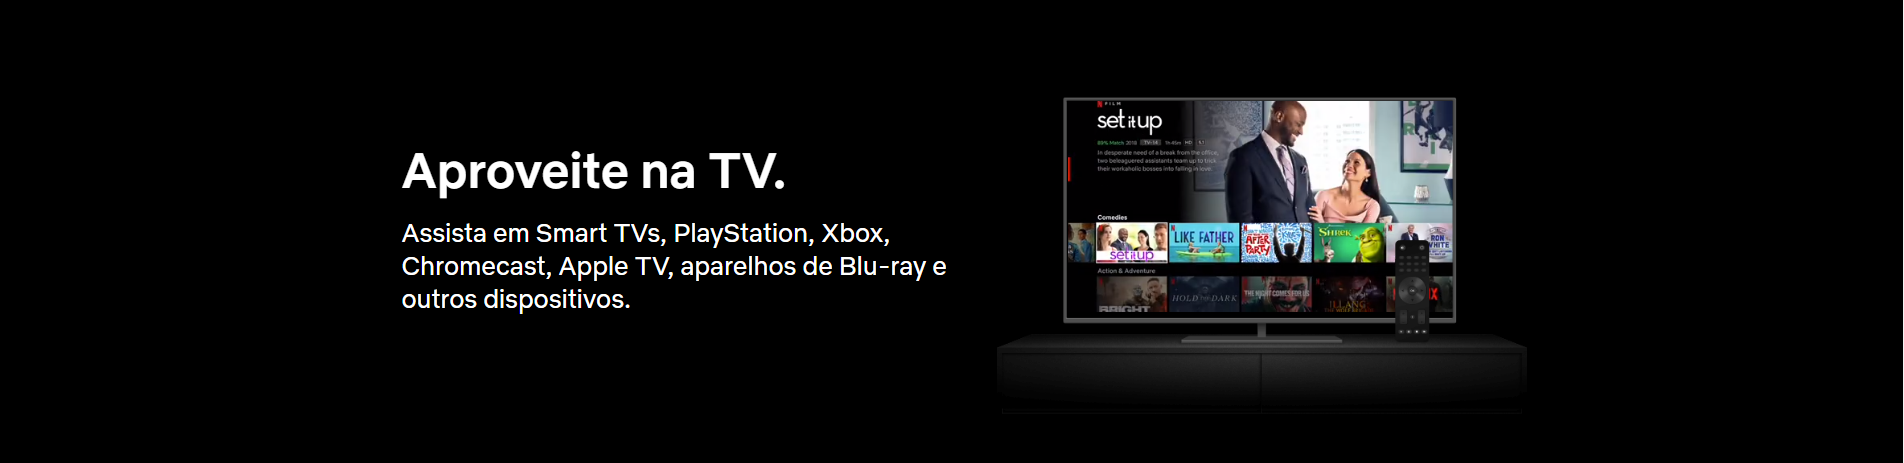 Aproveite na TV.
Assista em Smart TVs, PlayStation, Xbox,
Chromecast, Apple TV, aparelhos de Blu-ray e
outros dispositivos.
FILM
set it up
98% Match 2018 TV-14 1h 45m HD 5.1
In desperate need of a break from the office,
two beleaguered assistants team up to trick
their workaholic bosses into falling in love.
Comedies
set it up
LIKE FATHER
AFTER
PARTY
SHREK
RON
WHITE
Action & Adventure
BRIGHT
HOLD THE DARK
THE NIGHT COMES FOR US